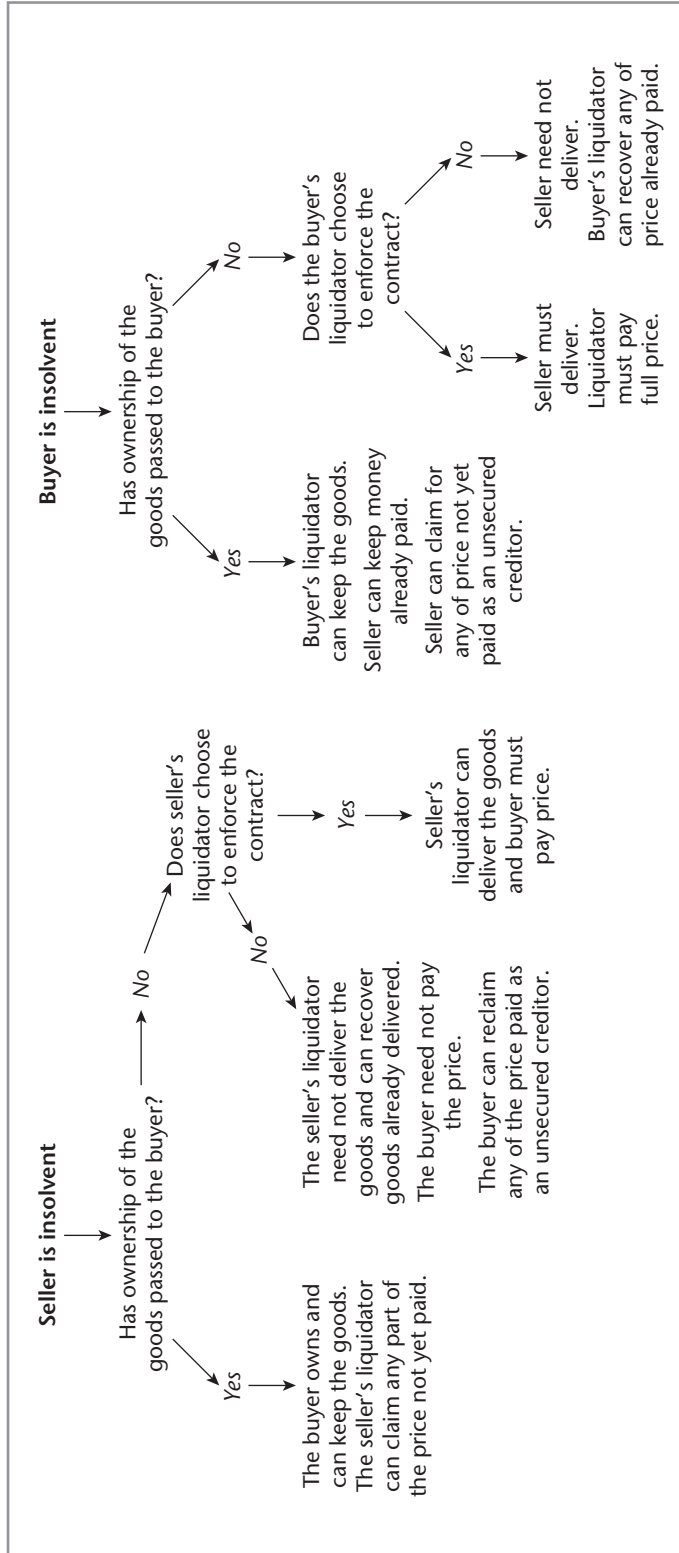 Seller is insolvent
Has ownership of the
goods passed to the buyer?
Yes
The buyer owns and
can keep the goods.
The seller's liquidator
can claim any part of
the price not yet paid.
No
Does seller's
liquidator choose
to enforce the
contract?
No
The seller's liquidator
need not deliver the
goods and can recover
goods already delivered.
The buyer need not pay
the price.
The buyer can reclaim
any of the price paid as
an unsecured creditor.
Yes
Seller's
liquidator can
deliver the goods
and buyer must
pay price.
Buyer is insolvent
Has ownership of the
goods passed to the buyer?
Yes
Buyer's liquidator
can keep the goods.
Seller can keep money
already paid.
Seller can claim for
any of price not yet
paid as an unsecured
creditor.
No
Does the buyer's
liquidator choose
to enforce the
contract?
Yes
Seller must
deliver.
Liquidator
must pay
full price.
No
Seller need not
deliver.
Buyer's liquidator
can recover any of
price already paid.